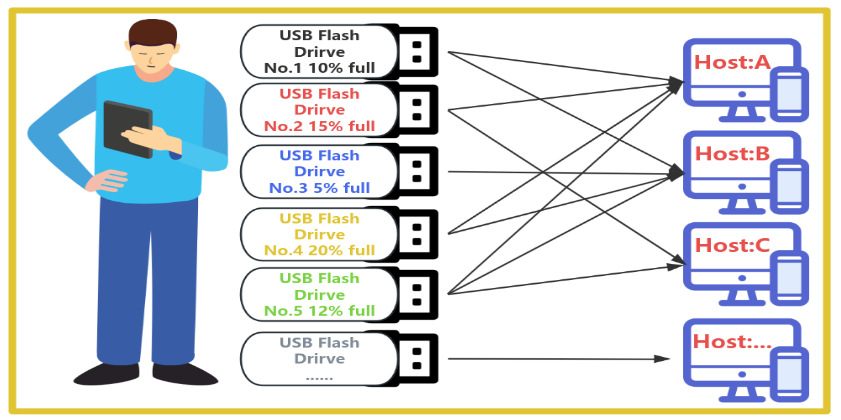 USB Flash
Drirve
No.1 10% full
USB Flash
Drirve
No.2 15% full
USB Flash
Drirve
No.3 5% full
USB Flash
Drirve
No.4 20% full
USB Flash
Drirve
No.5 12% full
USB Flash
Drirve
......
Host:A
Host:B
Host:C
Host:...